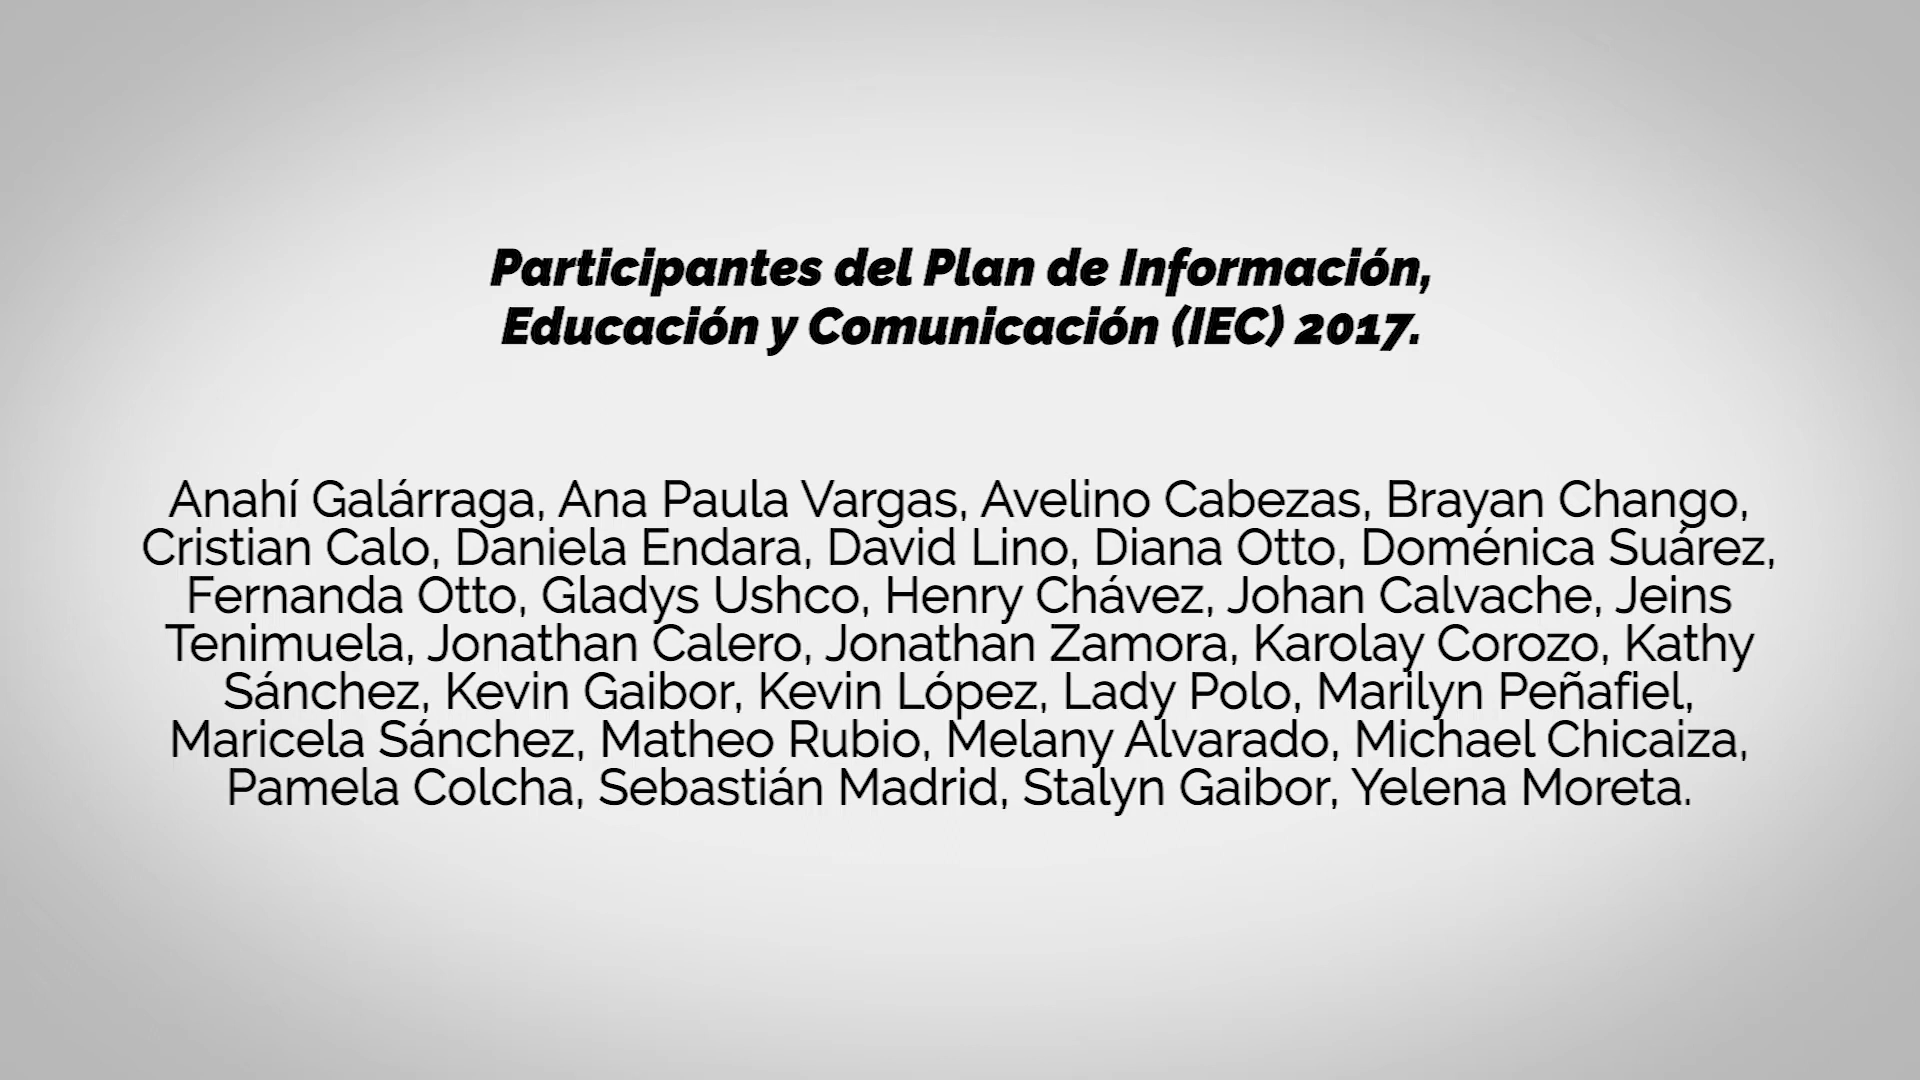 Participantes del Plan de Información,
Educación y Comunicación (IEC) 2017.
Anahí Galárraga, Ana Paula Vargas, Avelino Cabezas, Brayan Chango,
Cristian Calo, Daniela Endara, David Lino, Diana Otto, Doménica Suárez,
Fernanda Otto, Gladys Ushco, Henry Chávez, Johan Calvache, Jeins
Tenimuela, Jonathan Calero, Jonathan Zamora, Karolay Corozo, Kathy
Sánchez, Kevin Gaibor, Kevin López, Lady Polo, Marilyn Peñafiel,
Maricela Sánchez, Matheo Rubio, Melany Alvarado, Michael Chicaiza,
Pamela Colcha, Sebastián Madrid, Stalyn Gaibor, Yelena Moreta.